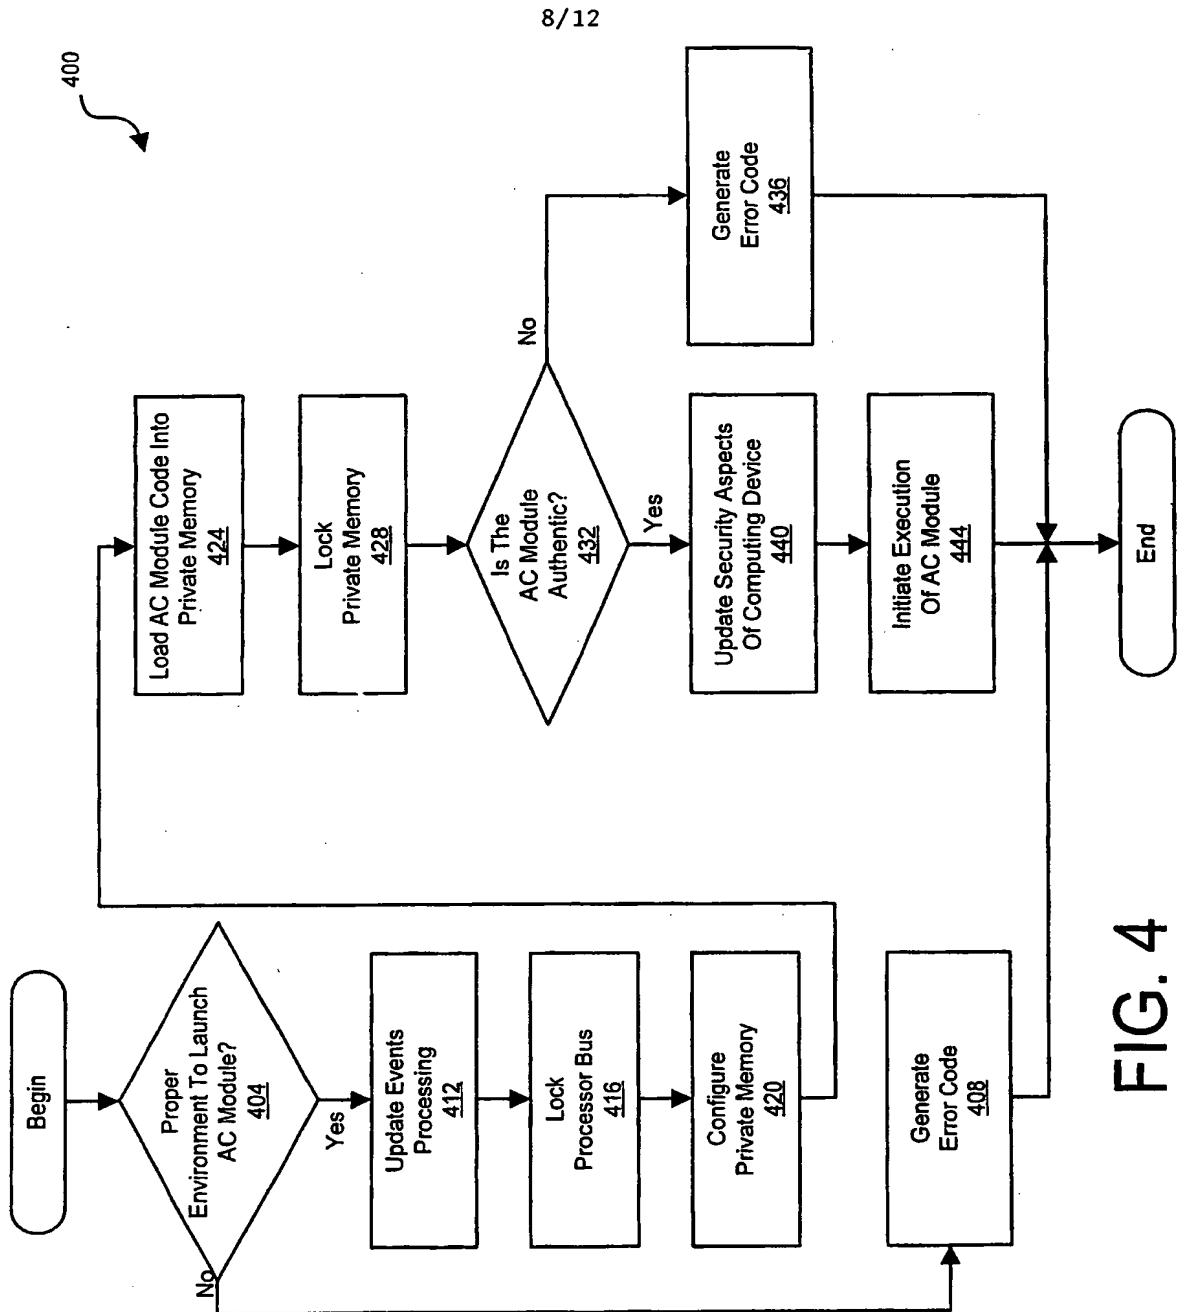 8/12
400
Begin
Proper
Environment To Launch
AC Module?
404
No
Yes
Update Events
Processing
412
Lock
Processor Bus
416
Configure
Private Memory
420
Generate
Error Code
408
Load AC Module Code Into
Private Memory
424
Lock
Private Memory
428
Is The
AC Module
Authentic?
432
No
Yes
Generate
Error Code
436
Update Security Aspects
Of Computing Device
440
Initiate Execution
Of AC Module
444
End
FIG. 4